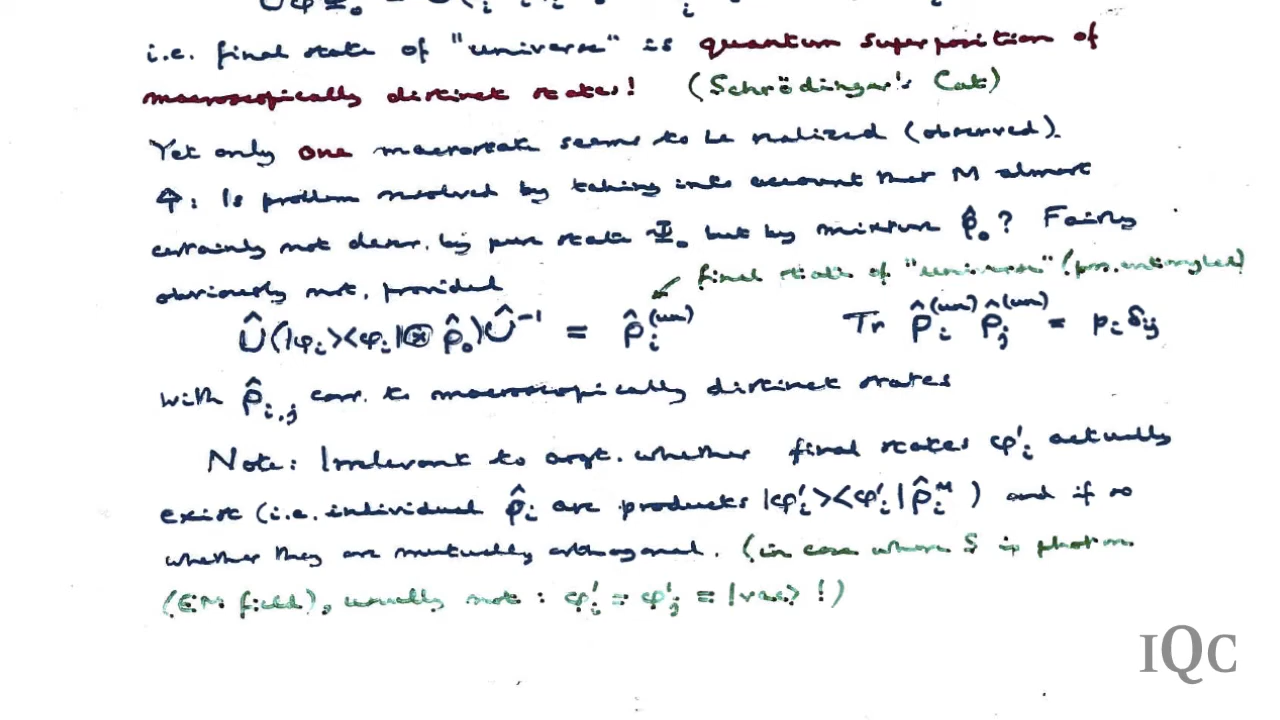 i.e. final state of "universe" is quantum superposition of
macroscopically distinct states! (Schrödinger's Cat)
Yet only one macrostate seems to be realized (observed).
Q: Is problem resolved by taking into account that M almost
certainly not descr. by pure state Ψ₀ but by mixture ρ̂₀? Fairly
obviously not, provided
final state of "universe" (poss. entangled)
Û(|φᵢ><φᵢ|⊗ρ̂₀)Û⁻¹ = ρ̂ᵢ⁽ᵘⁿ⁾ Tr ρ̂ᵢ⁽ᵘⁿ⁾ρ̂ⱼ⁽ᵘⁿ⁾ = pᵢδᵢⱼ
with ρ̂ᵢ,ⱼ corr. to macroscopically distinct states
Note: Irrelevant to argt. whether final states φ'ᵢ actually
exist (i.e. individual ρ̂ᵢ are products |φ'ᵢ><φ'ᵢ|ρ̂ᵢᴹ) and if so
whether they are mutually orthogonal. (in case where S is photon
(EM field), usually not: φ'ᵢ = φ'ⱼ = |vac> !)
IQC